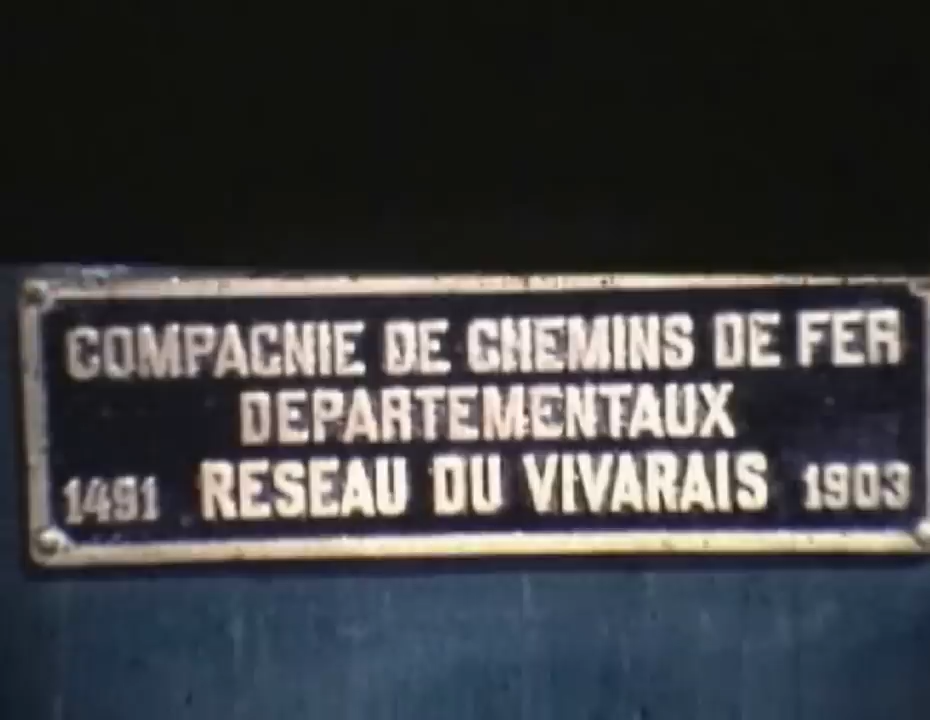 COMPAGNIE DE CHEMINS DE FER
DEPARTEMENTAUX
1491 RESEAU DU VIVARAIS 1903